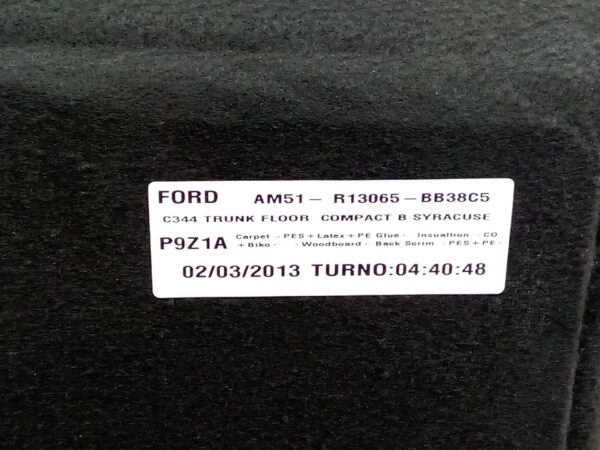 FORD AM51- R13065-BB38C5
C344 TRUNK FLOOR COMPACT B SYRACUSE
P9Z1A Carpet - PES+Latex+PE Glue - Insualtion - CO
+Biko - - Woodboard - Back Scrim - PES+PE -
02/03/2013 TURNO:04:40:48